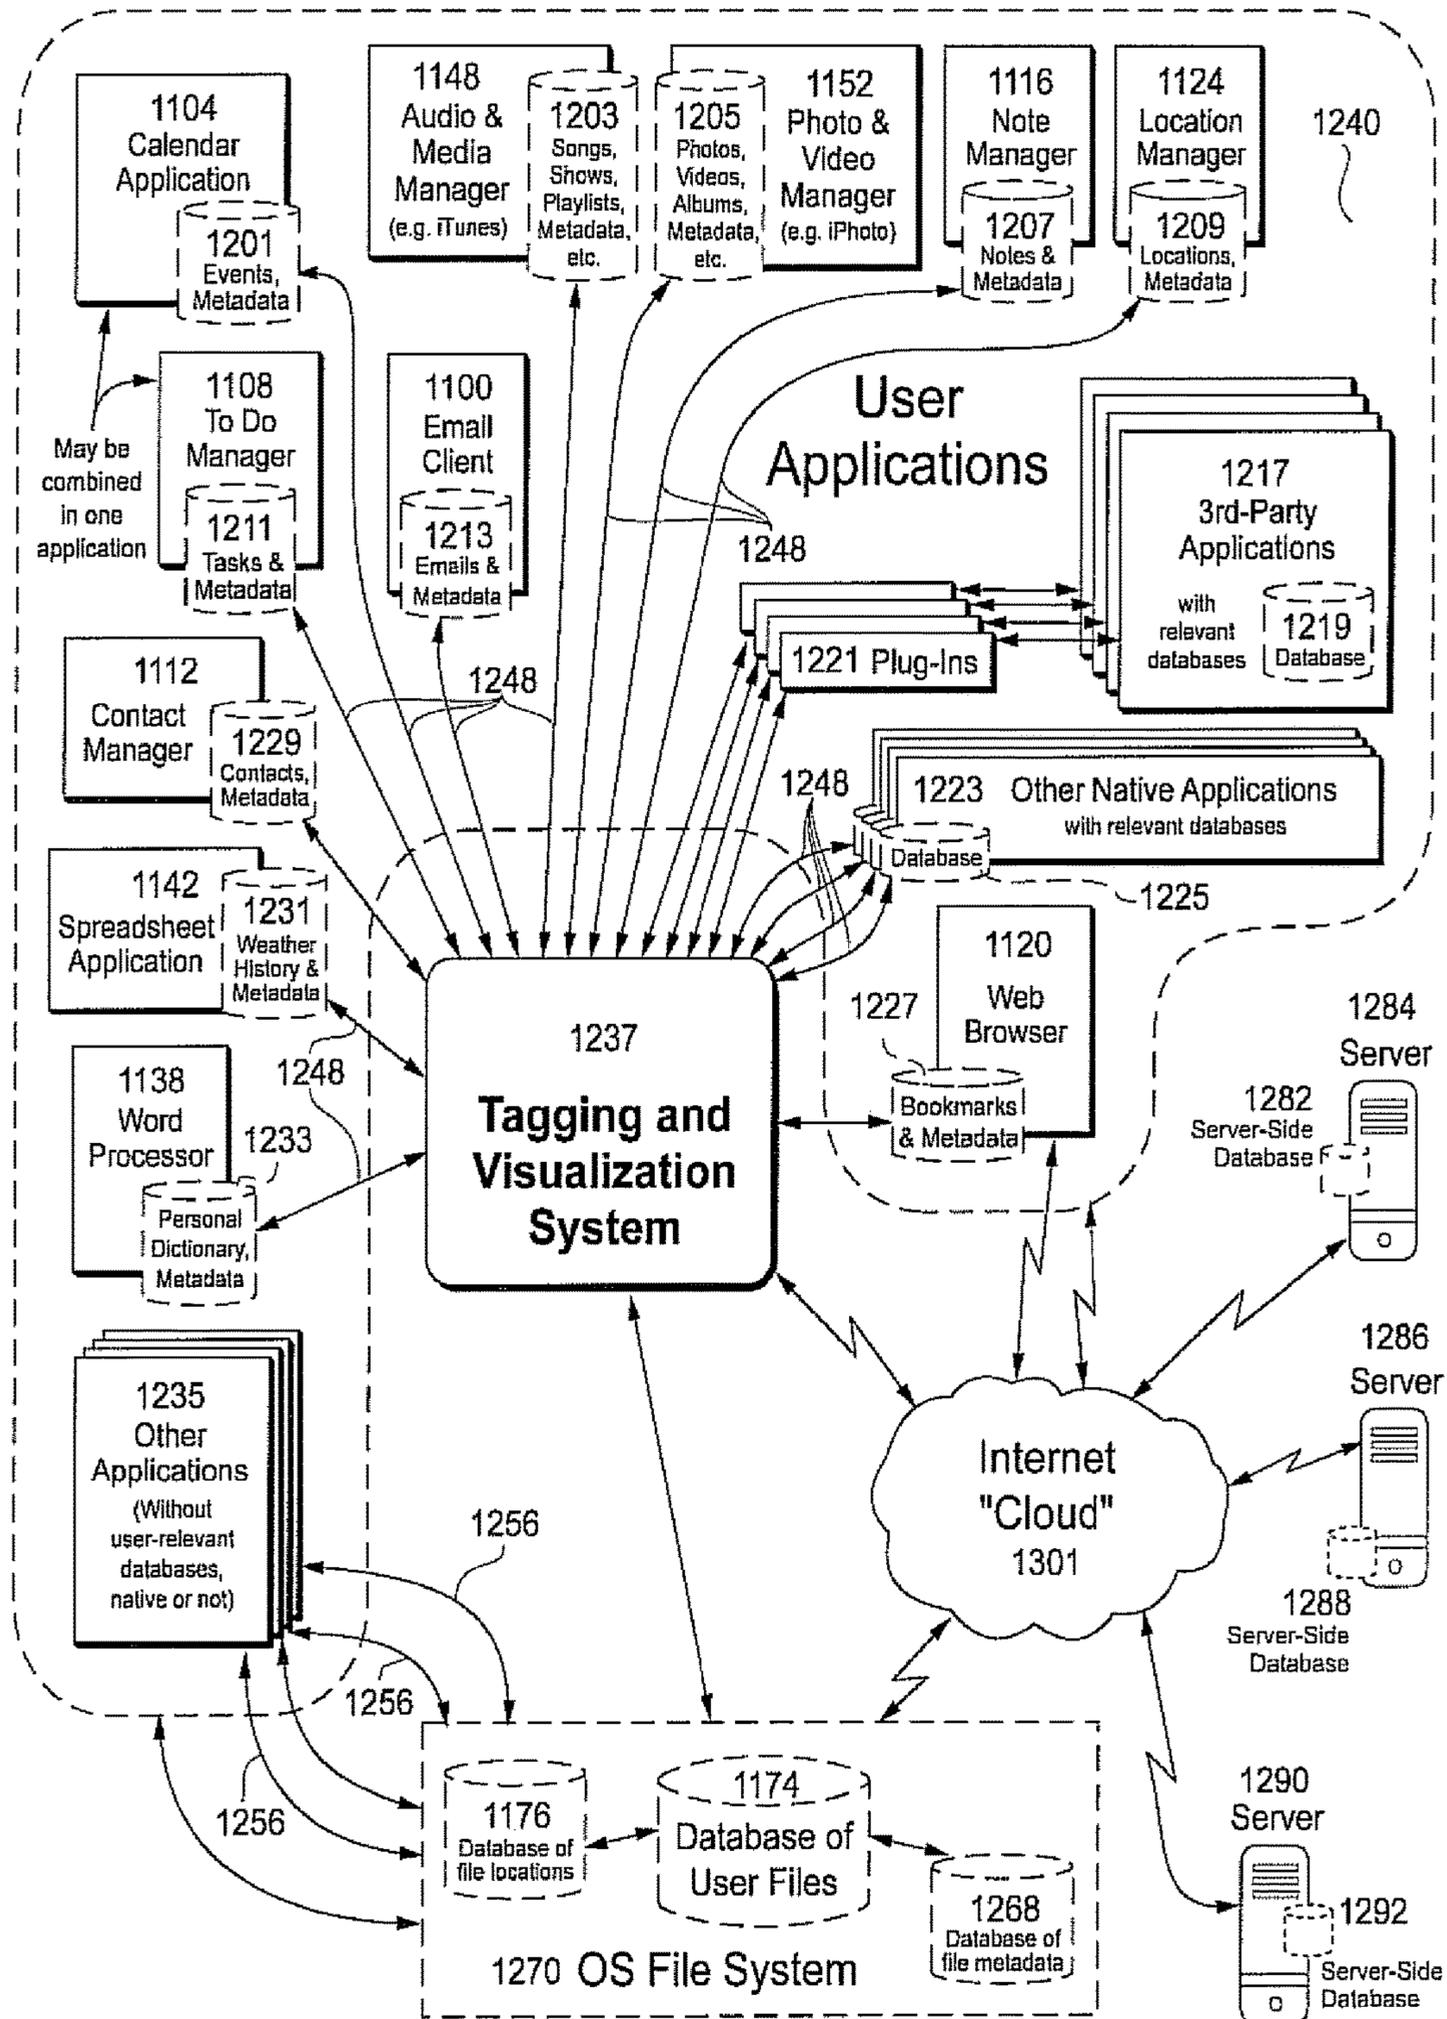 1104
Calendar
Application
1201
Events,
Metadata
1148
Audio &
Media
Manager
(e.g. iTunes)
1203
Songs,
Shows,
Playlists,
Metadata,
etc.
1205
Photos,
Videos,
Albums,
Metadata,
etc.
1152
Photo &
Video
Manager
(e.g. iPhoto)
1116
Note
Manager
1207
Notes &
Metadata
1124
Location
Manager
1209
Locations,
Metadata
1240
May be
combined
in one
application
1108
To Do
Manager
1211
Tasks &
Metadata
1100
Email
Client
1213
Emails &
Metadata
User
Applications
1248
1217
3rd-Party
Applications
with
relevant
databases
1219
Database
1221 Plug-Ins
1112
Contact
Manager
1229
Contacts,
Metadata
1248
1248
1223 Other Native Applications
with relevant databases
Database
1225
1142
Spreadsheet
Application
1231
Weather
History &
Metadata
1248
1120
Web
Browser
1227
Bookmarks
& Metadata
1237
Tagging and
Visualization
System
1138
Word
Processor
1233
Personal
Dictionary,
Metadata
1284
Server
1282
Server-Side
Database
1286
Server
1288
Server-Side
Database
1235
Other
Applications
(Without
user-relevant
databases,
native or not)
1256
1256
1256
Internet
"Cloud"
1301
1290
Server
1292
Server-Side
Database
1176
Database of
file locations
1174
Database of
User Files
1268
Database of
file metadata
1270 OS File System